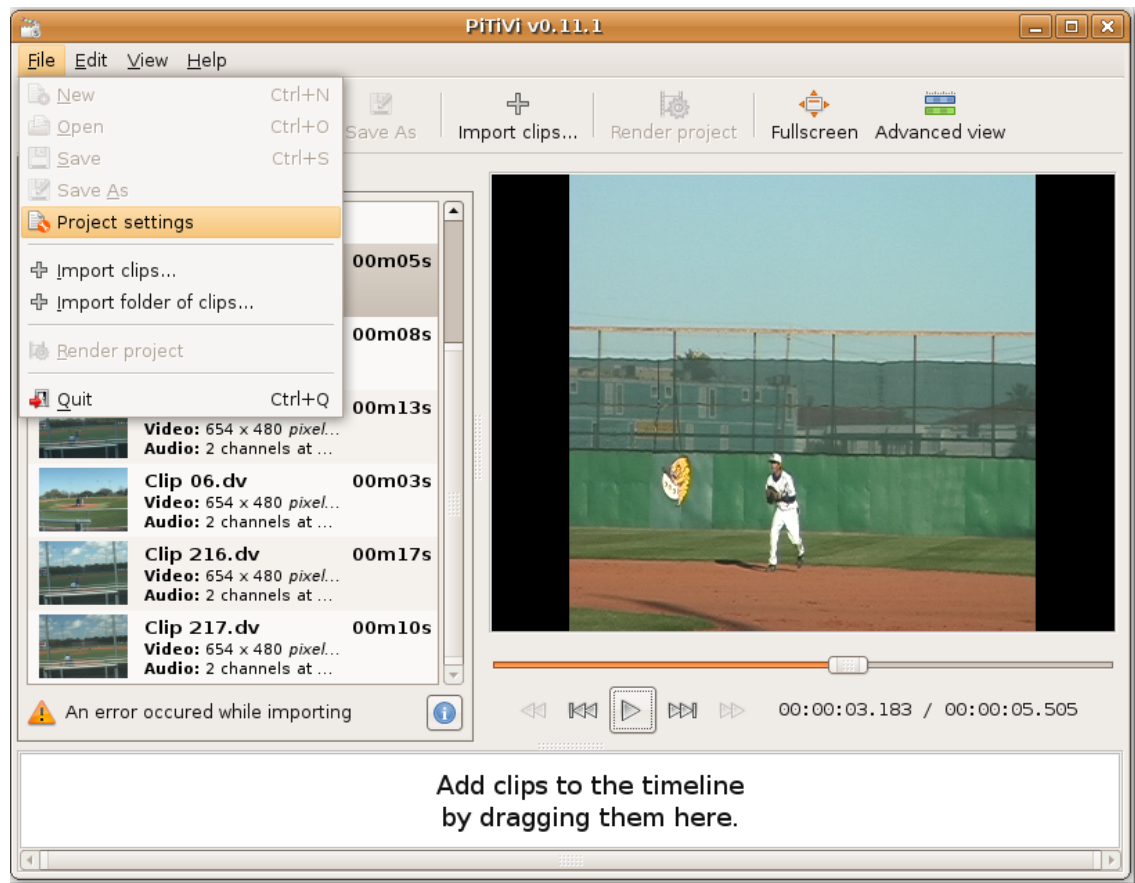 PiTiVi v0.11.1
File Edit View Help
New Ctrl+N
Open Ctrl+O
Save Ctrl+S
Save As
Project settings
Import clips...
Import folder of clips...
Render project
Quit Ctrl+Q
Save As Import clips... Render project Fullscreen Advanced view
00m05s
00m08s
00m13s
Video: 654 x 480 pixel...
Audio: 2 channels at ...
Clip 06.dv 00m03s
Video: 654 x 480 pixel...
Audio: 2 channels at ...
Clip 216.dv 00m17s
Video: 654 x 480 pixel...
Audio: 2 channels at ...
Clip 217.dv 00m10s
Video: 654 x 480 pixel...
Audio: 2 channels at ...
An error occured while importing
00:00:03.183 / 00:00:05.505
Add clips to the timeline
by dragging them here.